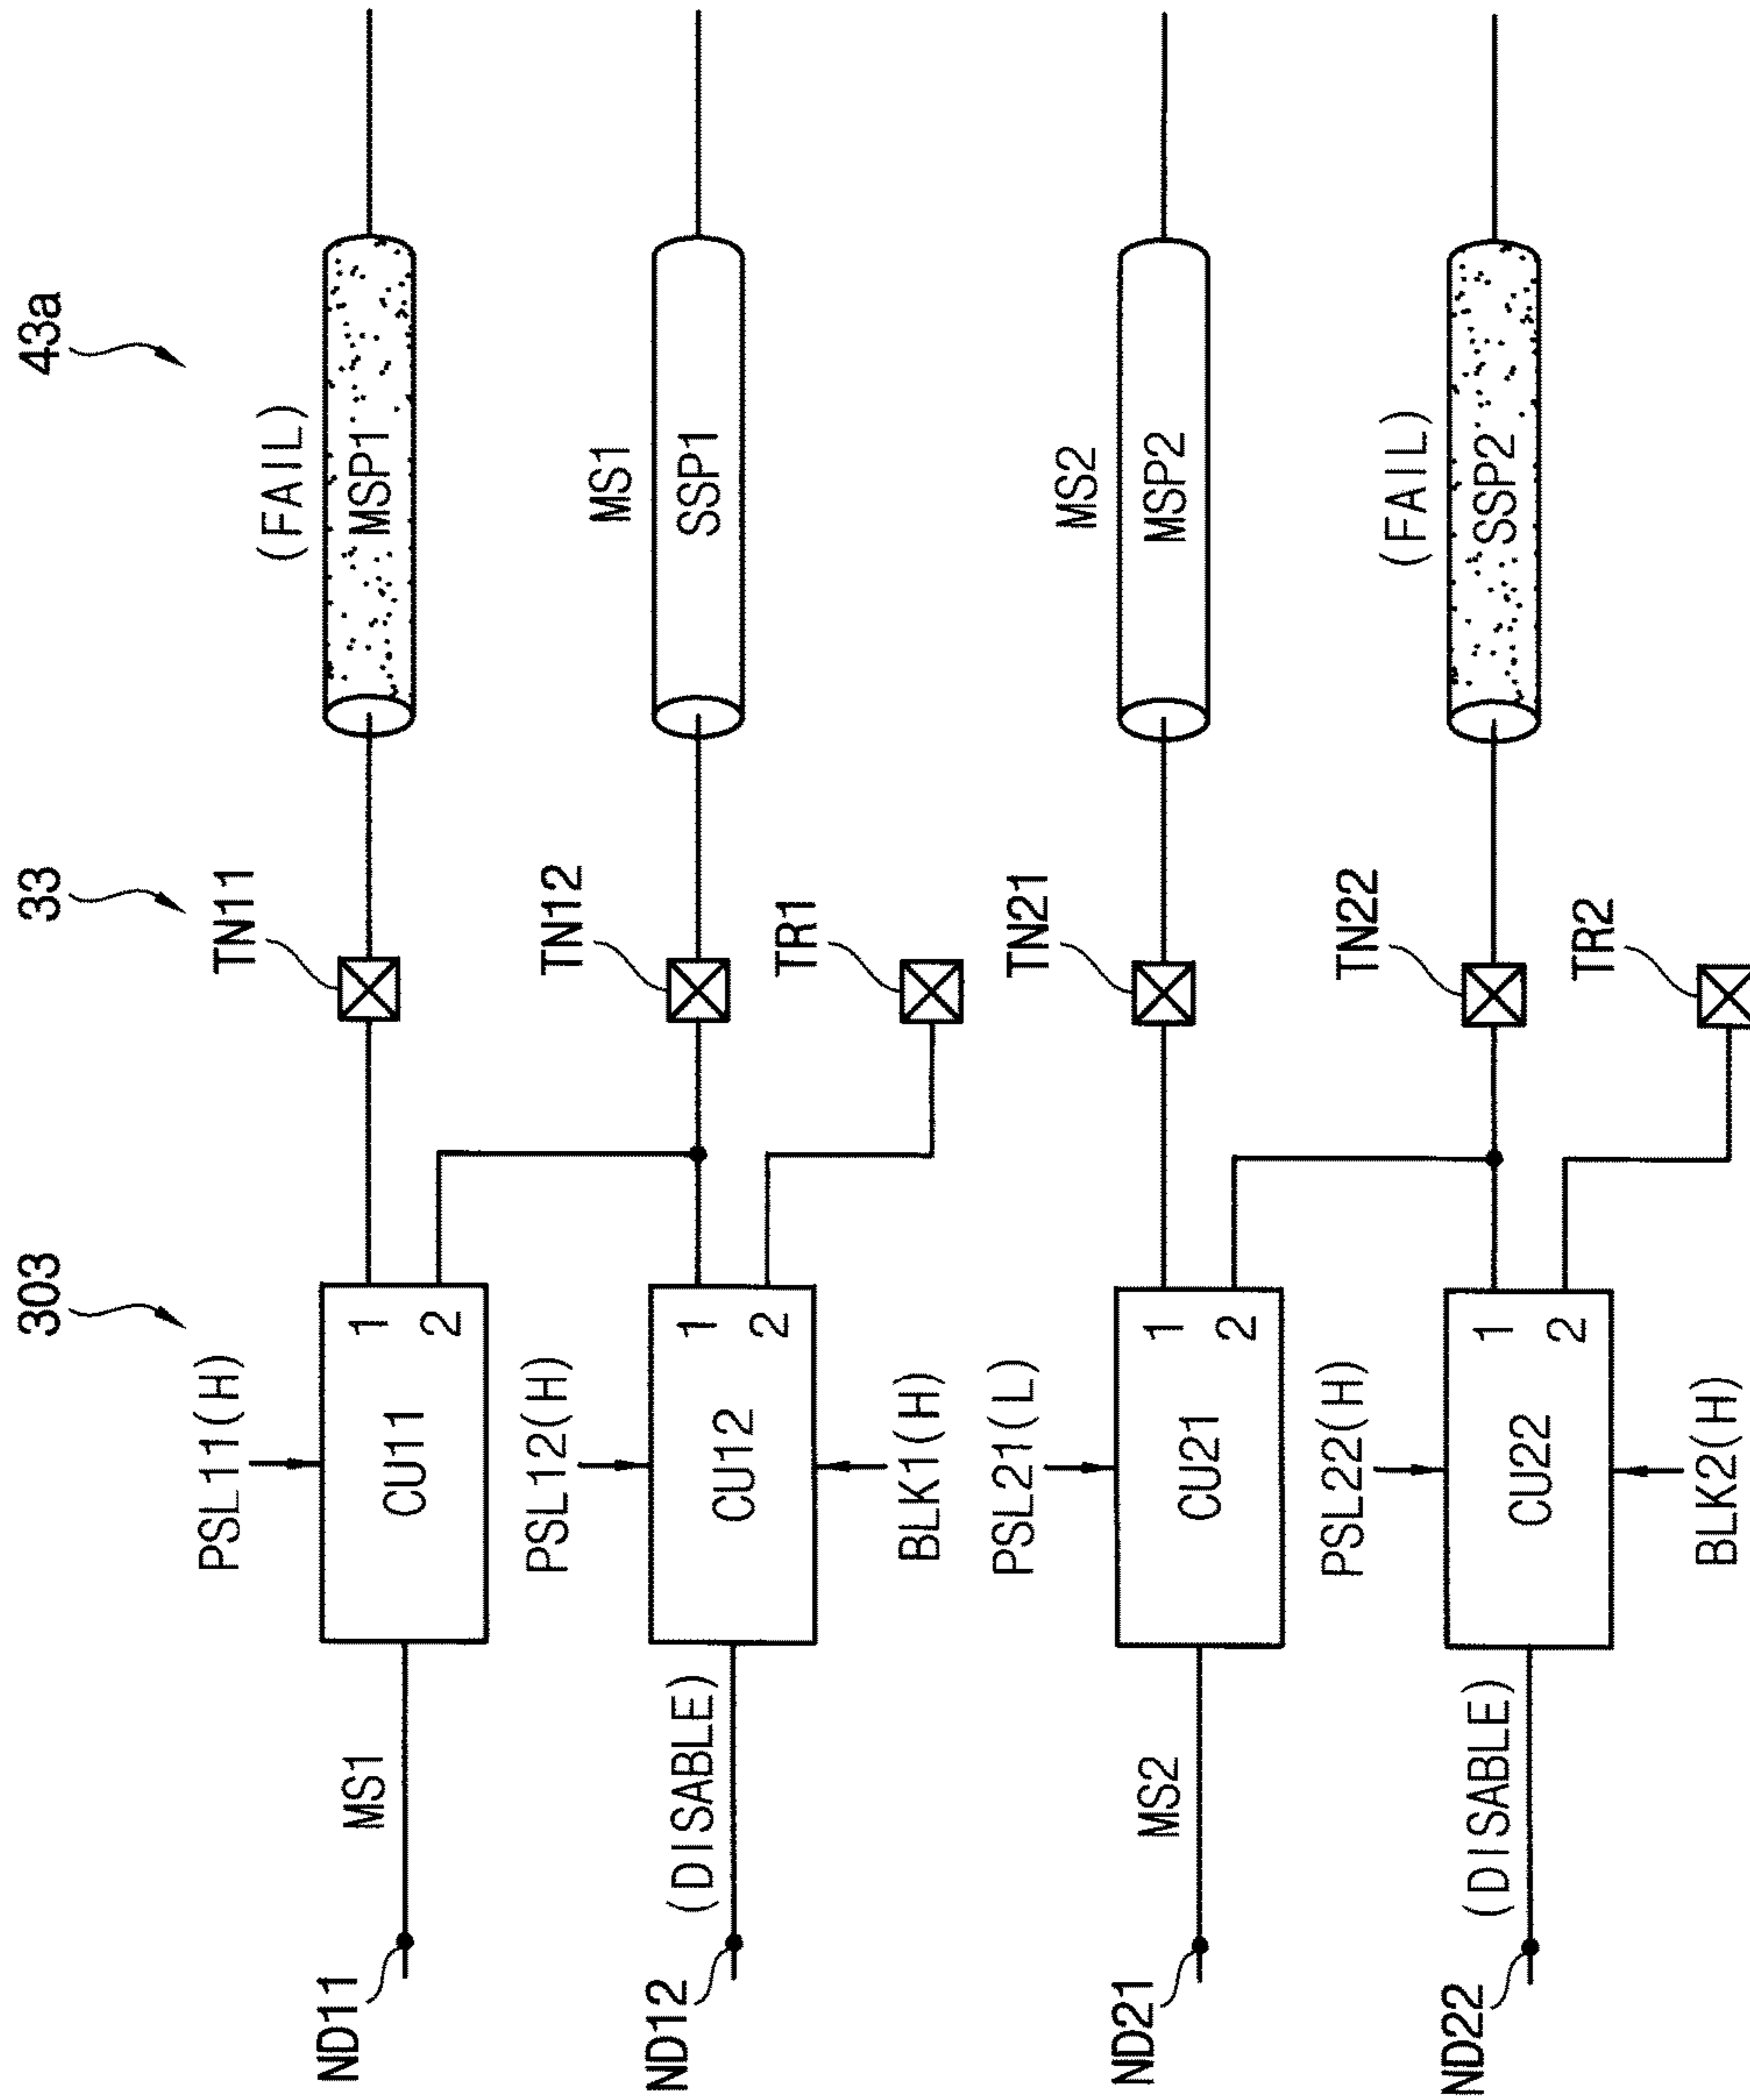 303
33
43a
PSL11(H)
TN11
(FAIL)
ND11
MS1
CU11
1
2
MSP1
PSL12(H)
TN12
MS1
ND12
(DISABLE)
CU12
1
2
SSP1
BLK1(H)
TR1
PSL21(L)
TN21
MS2
ND21
MS2
CU21
1
2
MSP2
PSL22(H)
TN22
(FAIL)
ND22
(DISABLE)
CU22
1
2
SSP2
BLK2(H)
TR2